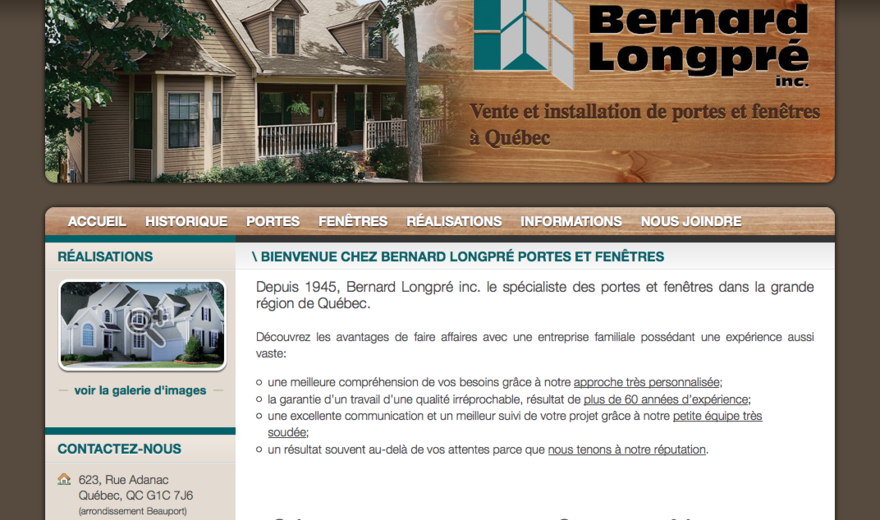 Bernard
Longpré
inc.
Vente et installation de portes et fenêtres
à Québec
ACCUEIL HISTORIQUE PORTES FENÊTRES RÉALISATIONS INFORMATIONS NOUS JOINDRE
RÉALISATIONS
voir la galerie d'images
CONTACTEZ-NOUS
623, Rue Adanac
Québec, QC G1C 7J6
(arrondissement Beauport)
\ BIENVENUE CHEZ BERNARD LONGPRÉ PORTES ET FENÊTRES
Depuis 1945, Bernard Longpré inc. le spécialiste des portes et fenêtres dans la grande
région de Québec.
Découvrez les avantages de faire affaires avec une entreprise familiale possédant une expérience aussi
vaste:
une meilleure compréhension de vos besoins grâce à notre approche très personnalisée;
la garantie d'un travail d'une qualité irréprochable, résultat de plus de 60 années d'expérience;
une excellente communication et un meilleur suivi de votre projet grâce à notre petite équipe très
soudée;
un résultat souvent au-delà de vos attentes parce que nous tenons à notre réputation.